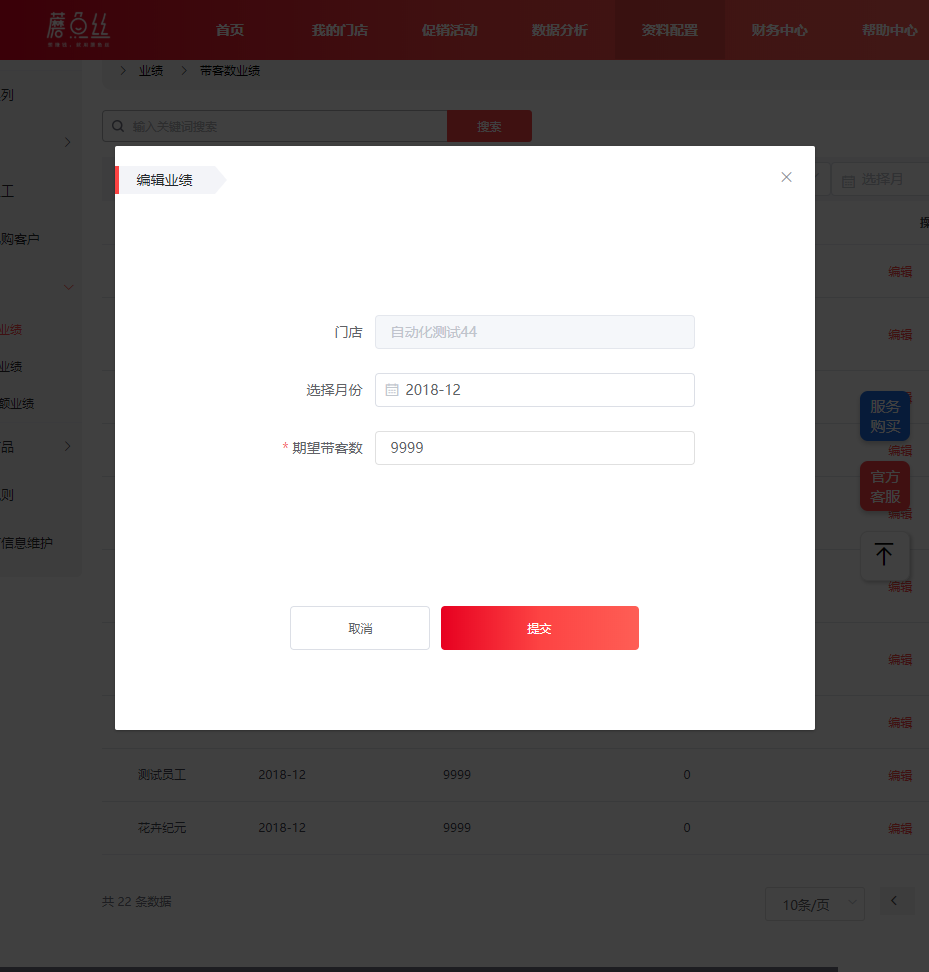 蘑豆丝
首页 我的门店 促销活动 数据分析 资料配置 财务中心 帮助中心
业绩 带客数业绩
列
输入关键词搜索 搜索
编辑业绩
选择月
工
购客户
编辑
业绩
门店 自动化测试44
编辑
业绩
选择月份 2018-12
额业绩
服务
购买
品
*期望带客数 9999
编辑
官方
客服
则
编辑
信息维护
编辑
取消 提交
编辑
编辑
测试员工 2018-12 9999 0 编辑
花卉纪元 2018-12 9999 0 编辑
共 22 条数据
10条/页